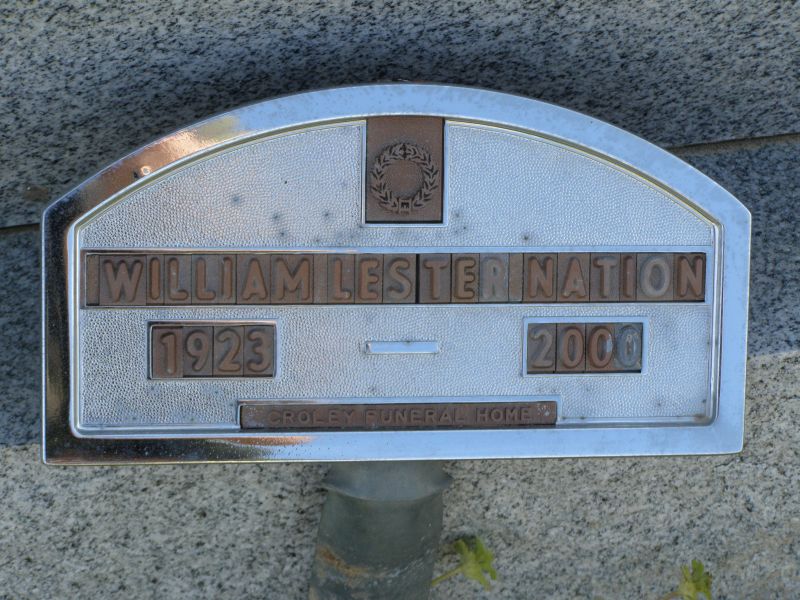 WILLIAM LESTER NATION
1923 2000
CROLEY FUNERAL HOME